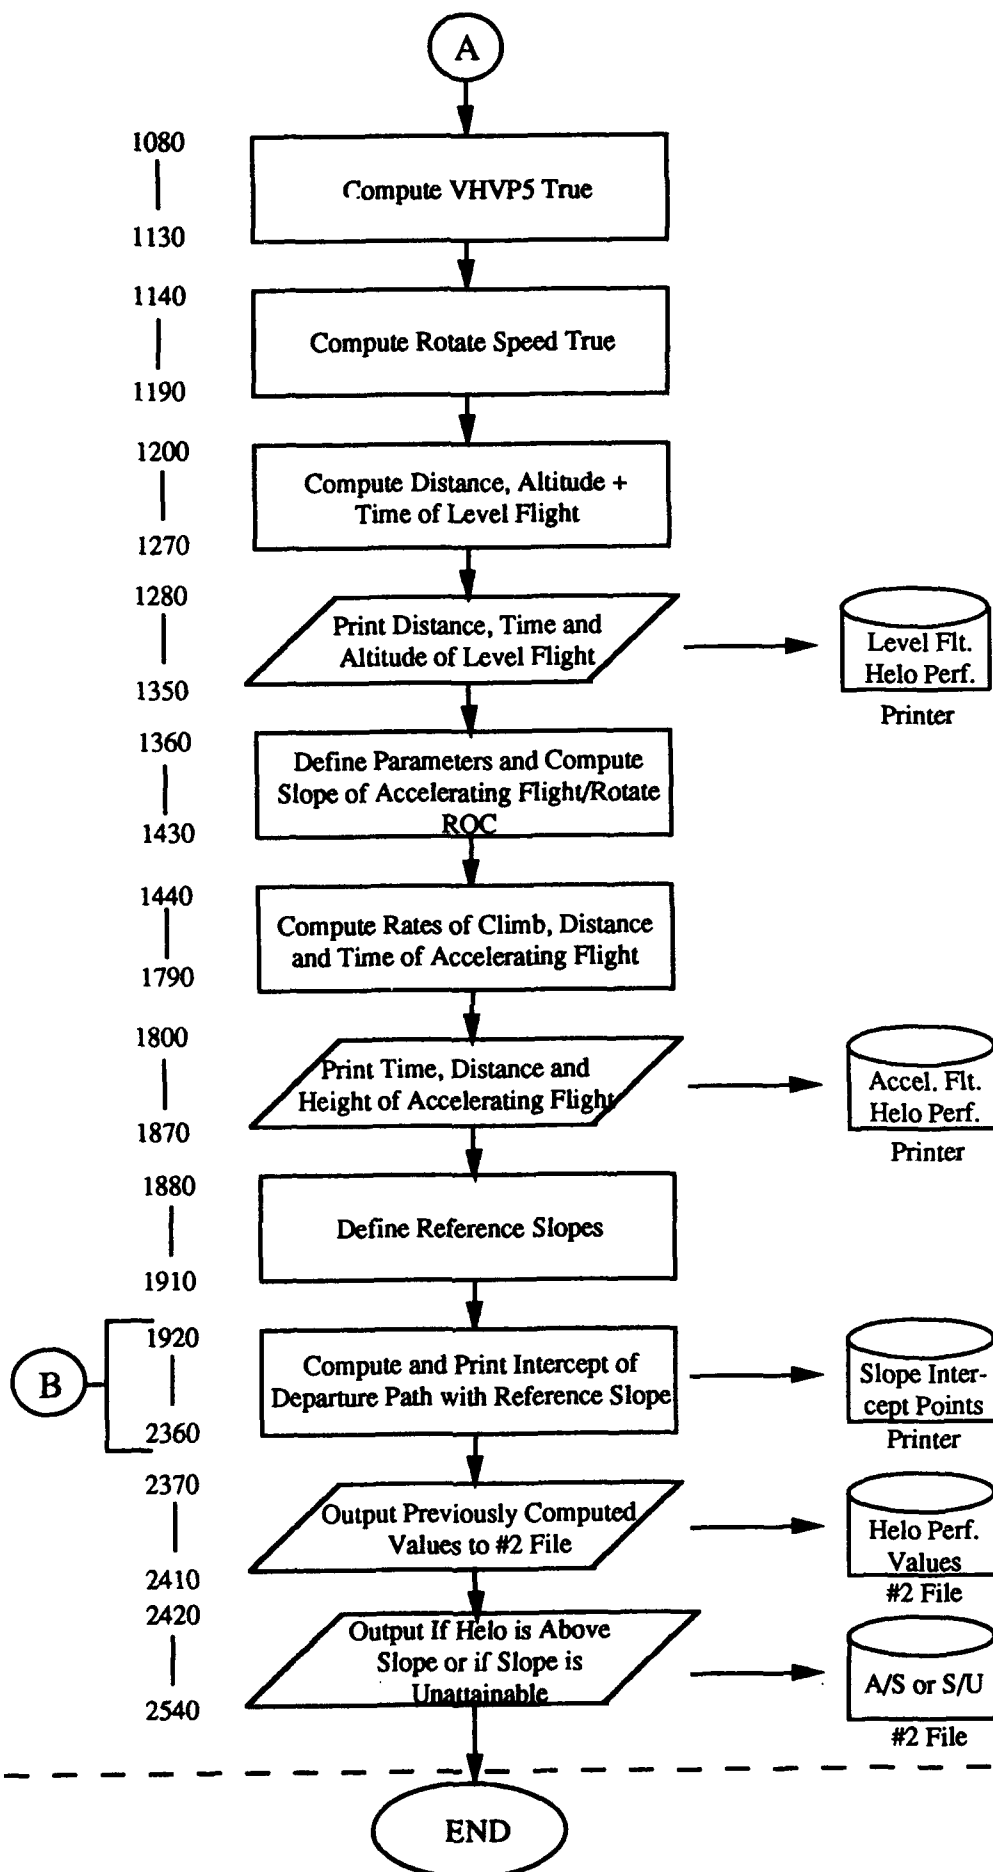 A
1080
Compute VHVP5 True
1130
1140
Compute Rotate Speed True
1190
1200
Compute Distance, Altitude +
Time of Level Flight
1270
1280
Print Distance, Time and
Altitude of Level Flight
1350
Level Flt.
Helo Perf.
Printer
1360
Define Parameters and Compute
Slope of Accelerating Flight/Rotate
ROC
1430
1440
Compute Rates of Climb, Distance
and Time of Accelerating Flight
1790
1800
Print Time, Distance and
Height of Accelerating Flight
1870
Accel. Flt.
Helo Perf.
Printer
1880
Define Reference Slopes
1910
B
1920
Compute and Print Intercept of
Departure Path with Reference Slope
2360
Slope Inter-
cept Points
Printer
2370
Output Previously Computed
Values to #2 File
2410
Helo Perf.
Values
#2 File
2420
Output If Helo is Above
Slope or if Slope is
Unattainable
2540
A/S or S/U
#2 File
END